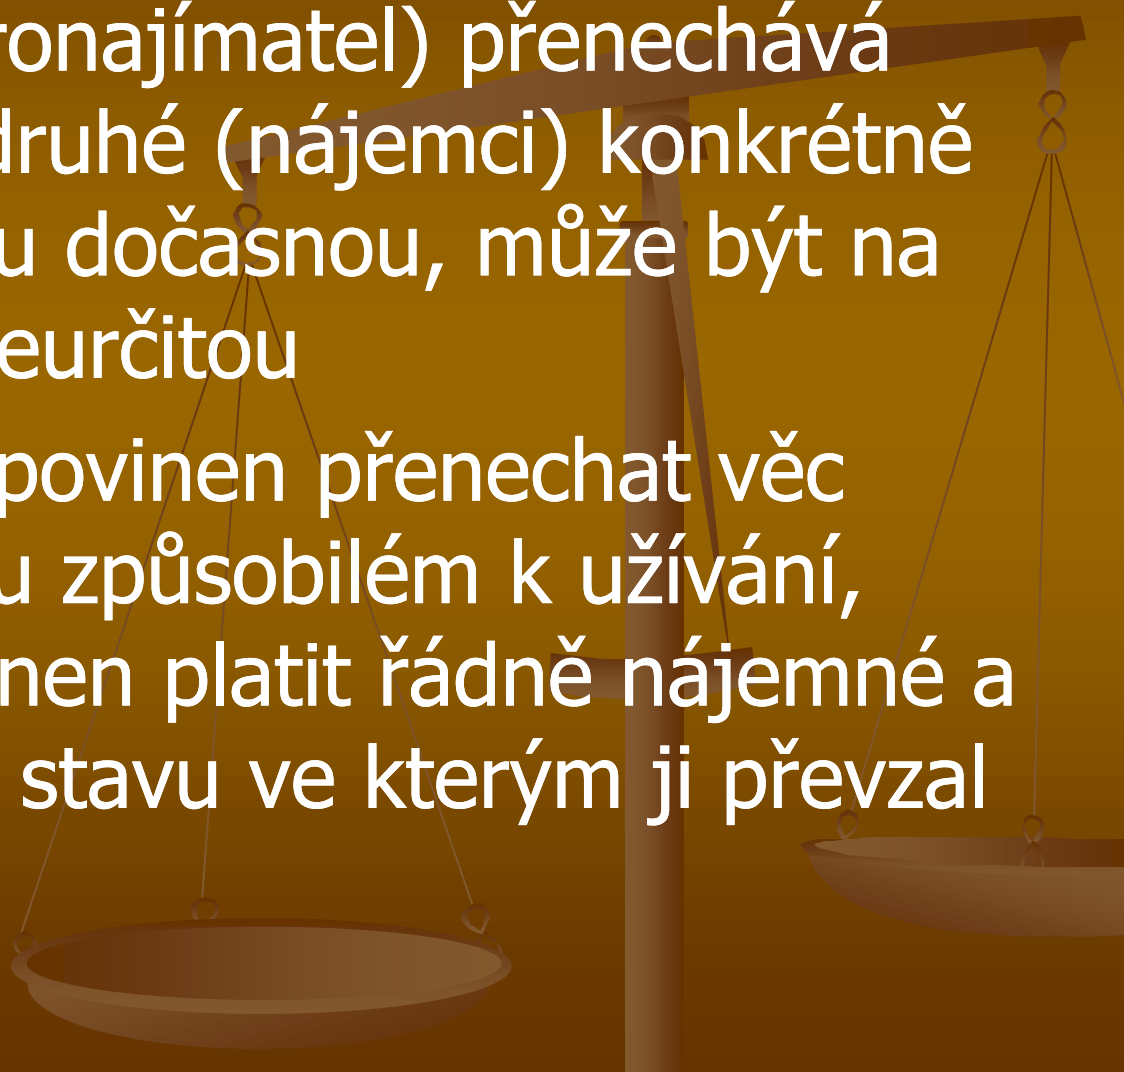 ronajímatel) přenechává
druhé (nájemci) konkrétně
u dočasnou, může být na
eurčitou
povinen přenechat věc
u způsobilém k užívání,
nen platit řádně nájemné a
stavu ve kterým ji převzal